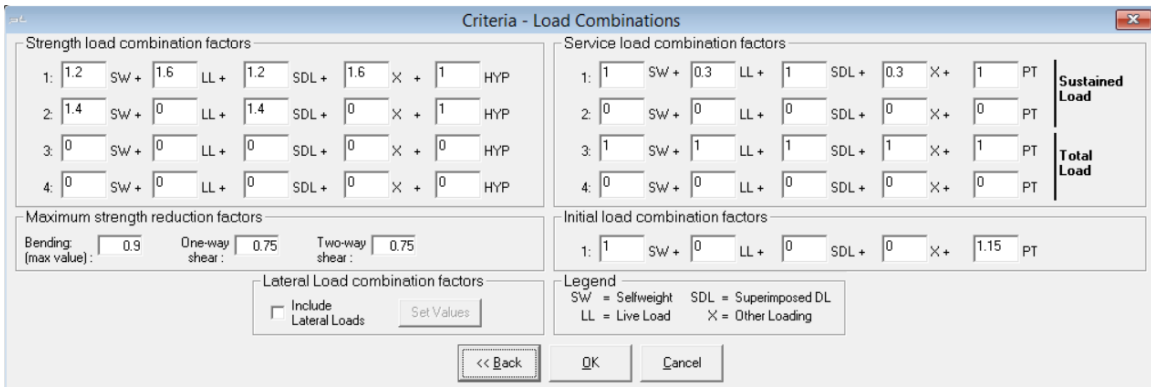 Criteria - Load Combinations
Strength load combination factors
1: 1.2 SW + 1.6 LL + 1.2 SDL + 1.6 X + 1 HYP
2: 1.4 SW + 0 LL + 1.4 SDL + 0 X + 1 HYP
3: 0 SW + 0 LL + 0 SDL + 0 X + 0 HYP
4: 0 SW + 0 LL + 0 SDL + 0 X + 0 HYP
Service load combination factors
1: 1 SW + 0.3 LL + 1 SDL + 0.3 X + 1 PT
2: 0 SW + 0 LL + 0 SDL + 0 X + 0 PT
Sustained
Load
3: 1 SW + 1 LL + 1 SDL + 1 X + 1 PT
4: 0 SW + 0 LL + 0 SDL + 0 X + 0 PT
Total
Load
Maximum strength reduction factors
Bending: 0.9 One-way 0.75 Two-way 0.75
(max value) : shear : shear :
Initial load combination factors
1: 1 SW + 0 LL + 0 SDL + 0 X + 1.15 PT
Lateral Load combination factors
Include
Lateral Loads
Set Values
Legend
SW = Selfweight SDL = Superimposed DL
LL = Live Load X = Other Loading
<< Back OK Cancel